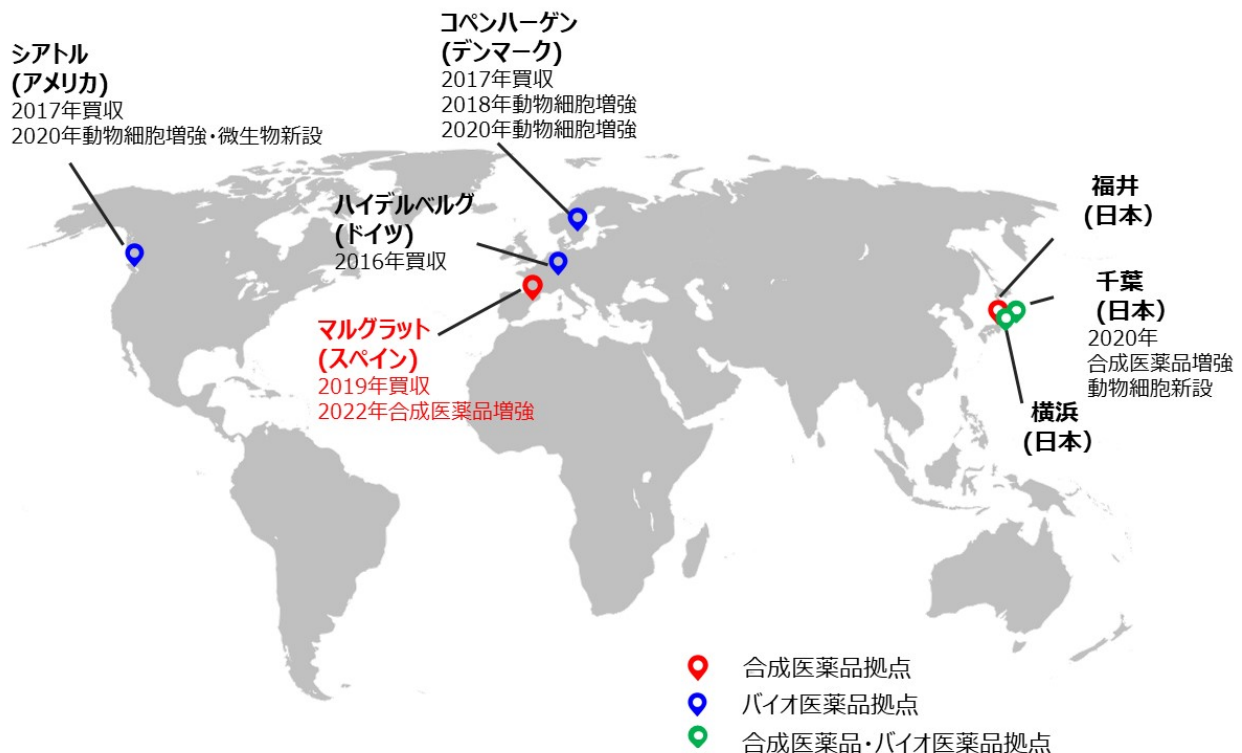 シアトル
(アメリカ)
2017年買収
2020年動物細胞増強・微生物新設
コペンハーゲン
(デンマーク)
2017年買収
2018年動物細胞増強
2020年動物細胞増強
ハイデルベルグ
(ドイツ)
2016年買収
マルグラット
(スペイン)
2019年買収
2022年合成医薬品増強
福井
(日本)
千葉
(日本)
2020年
合成医薬品増強
動物細胞新設
横浜
(日本)
合成医薬品拠点
バイオ医薬品拠点
合成医薬品・バイオ医薬品拠点